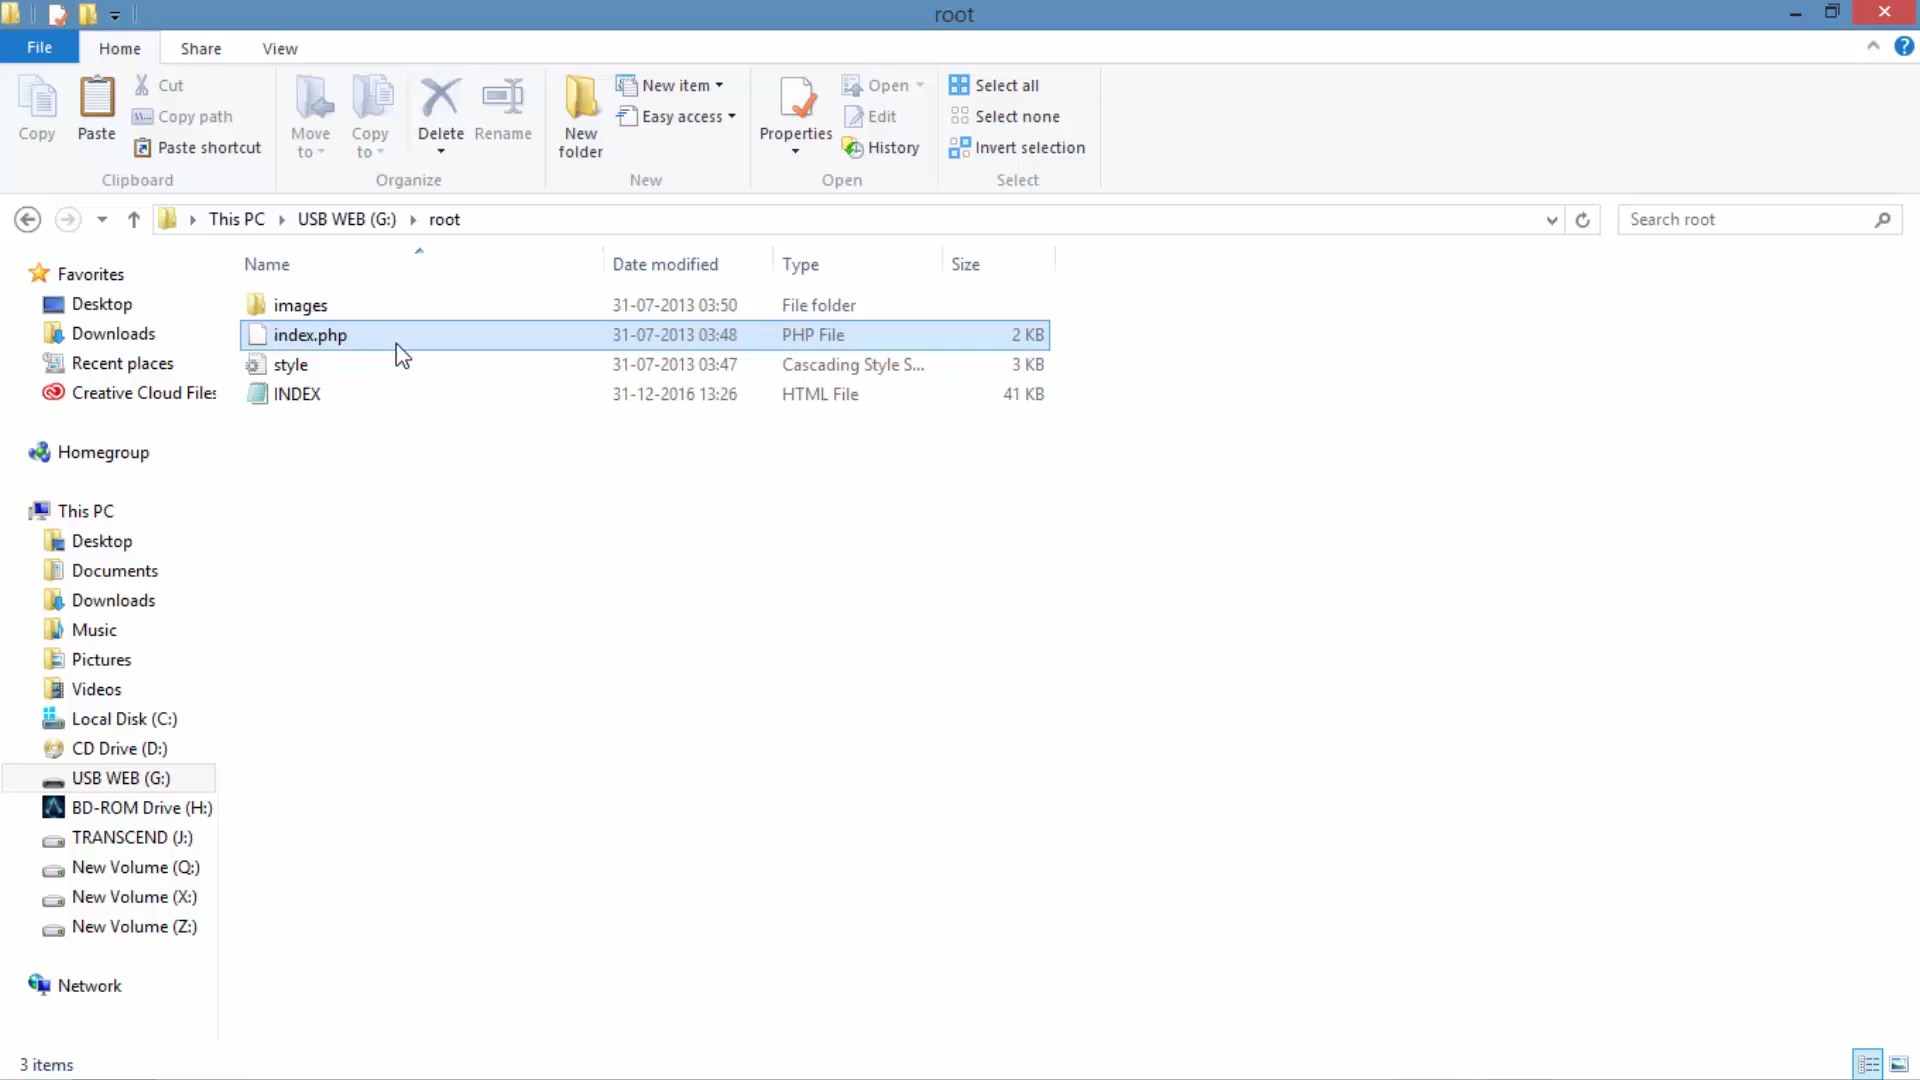 root
File Home Share View
Copy
Paste
Cut
Copy path
Paste shortcut
Clipboard
Move to
Copy to
Delete
Rename
Organize
New folder
New item
Easy access
New
Properties
Open
Edit
History
Open
Select all
Select none
Invert selection
Select
This PC USB WEB (G:) root
Search root
Name Date modified Type Size
images 31-07-2013 03:50 File folder
index.php 31-07-2013 03:48 PHP File 2 KB
style 31-07-2013 03:47 Cascading Style S... 3 KB
INDEX 31-12-2016 13:26 HTML File 41 KB
Favorites
Desktop
Downloads
Recent places
Creative Cloud Files
Homegroup
This PC
Desktop
Documents
Downloads
Music
Pictures
Videos
Local Disk (C:)
CD Drive (D:)
USB WEB (G:)
BD-ROM Drive (H:)
TRANSCEND (J:)
New Volume (Q:)
New Volume (X:)
New Volume (Z:)
Network
3 items